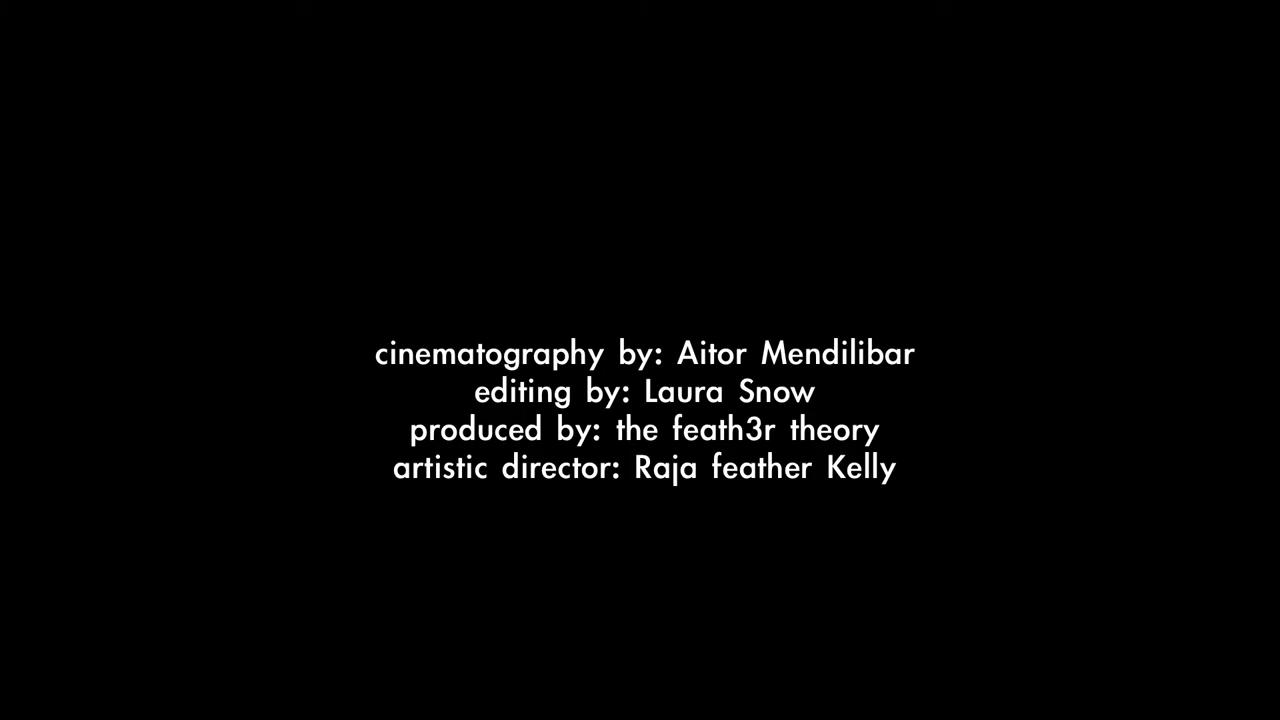 cinematography by: Aitor Mendilibar
editing by: Laura Snow
produced by: the feath3r theory
artistic director: Raja feather Kelly